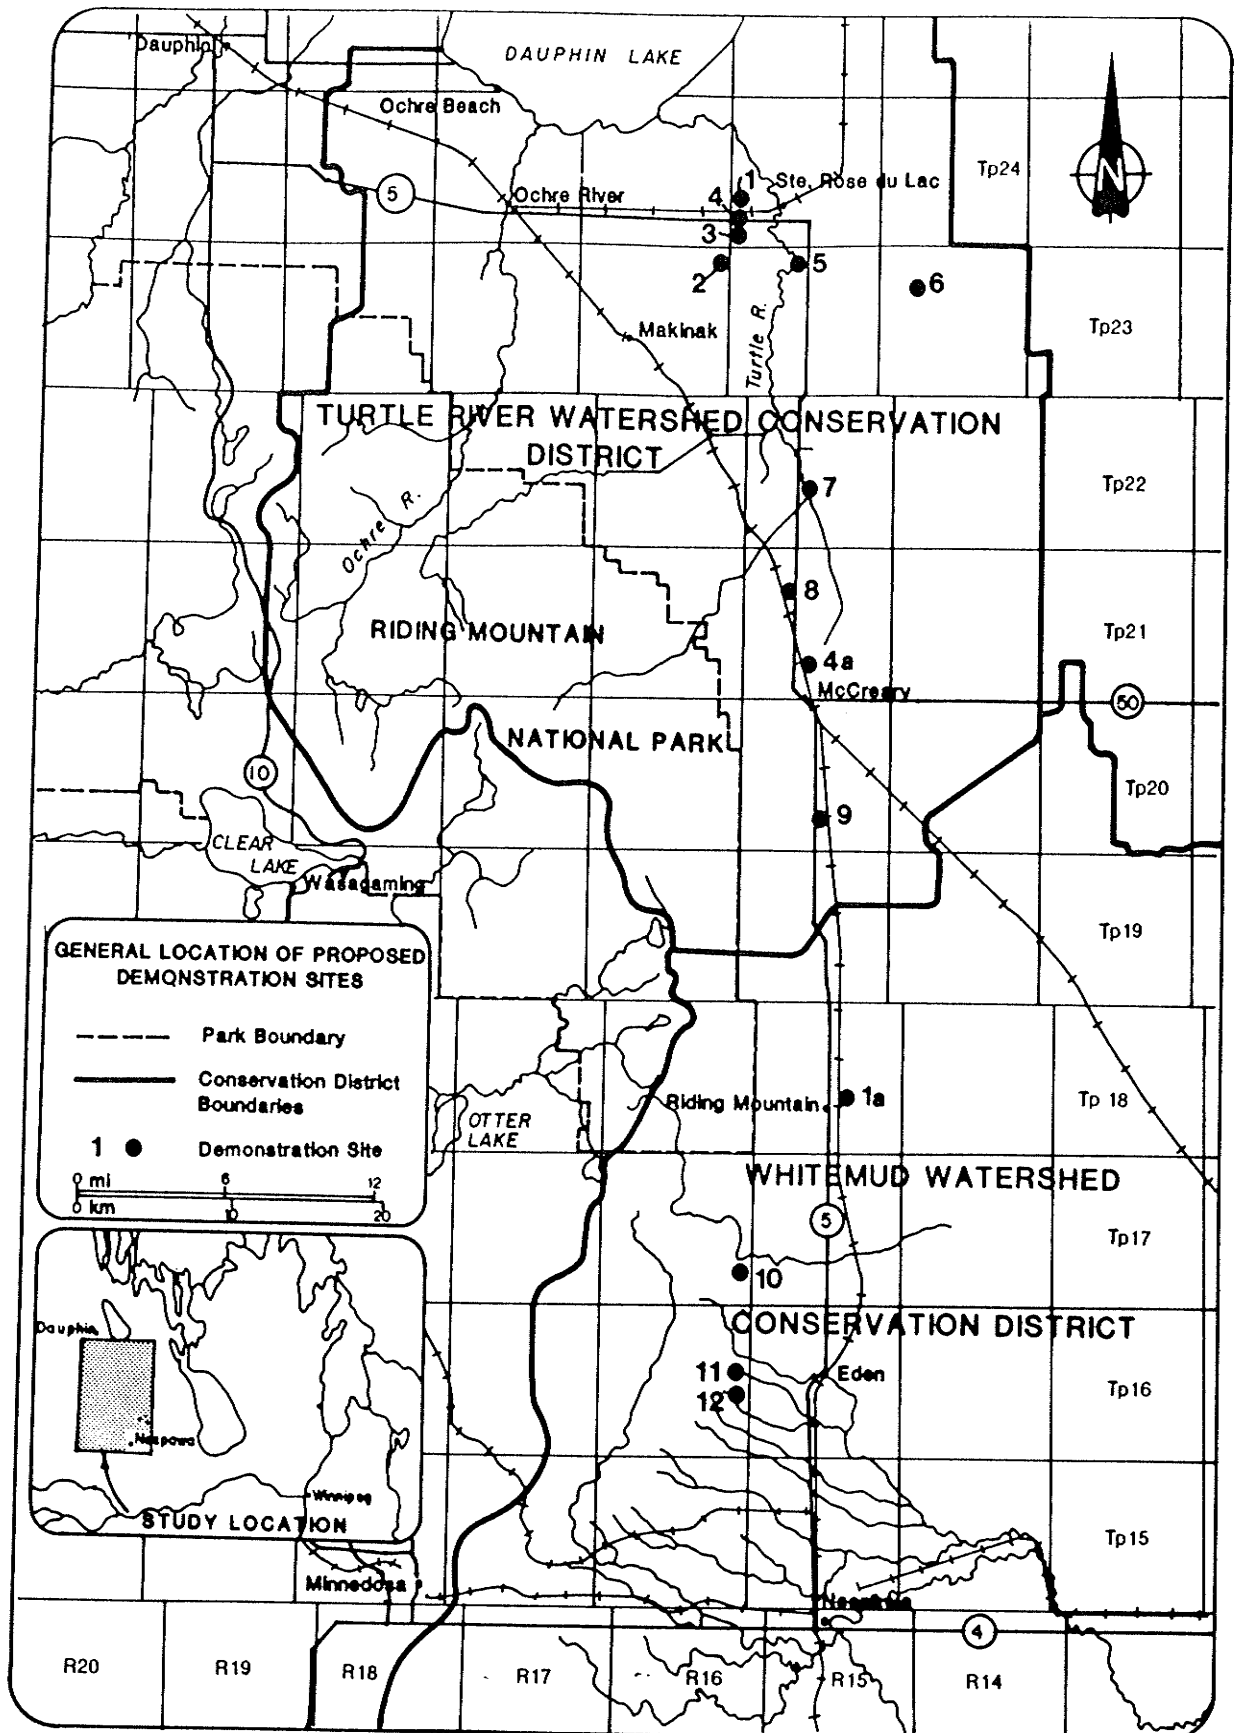 Dauphin
DAUPHIN LAKE
Ochre Beach
Tp24
N
5
1
Ste. Rose du Lac
4
Ochre River
3
2
5
6
Turtle R.
Makinak
Tp23
TURTLE RIVER WATERSHED CONSERVATION
DISTRICT
7
Tp22
Ochre R.
8
RIDING MOUNTAIN
Tp21
4a
McCreary
50
NATIONAL PARK
10
Tp20
9
CLEAR
LAKE
Wasagaming
Tp19
GENERAL LOCATION OF PROPOSED
DEMONSTRATION SITES
Park Boundary
Conservation District
Boundaries
1 Demonstration Site
0 mi 6 12
0 km 10 20
Riding Mountain
1a
Tp 18
OTTER
LAKE
WHITEMUD WATERSHED
5
Tp17
10
CONSERVATION DISTRICT
Dauphin
Neepawa
Winnipeg
STUDY LOCATION
11
Eden
12
Tp16
Tp15
Minnedosa
Neepawa
4
R20 R19 R18 R17 R16 R15 R14